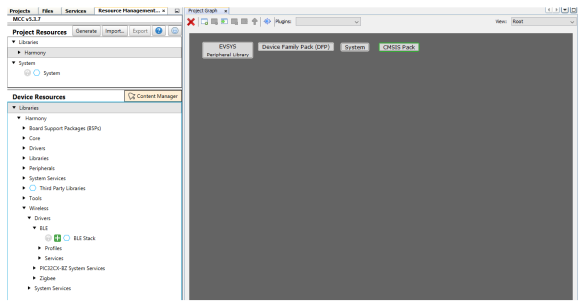 Projects Files Services Resource Management... ×
MCC v5.3.7
Project Resources Generate Import... Export ?
Libraries
Harmony
System
System
Device Resources Content Manager
Libraries
Harmony
Board Support Packages (BSPs)
Core
Drivers
Libraries
Peripherals
System Services
Third Party Libraries
Tools
Wireless
Drivers
BLE
BLE Stack
Profiles
Services
PIC32CX-BZ System Services
Zigbee
System Services
Project Graph ×
Plugins: View: Root
EVSYS
Peripheral Library
Device Family Pack (DFP)
System
CMSIS Pack